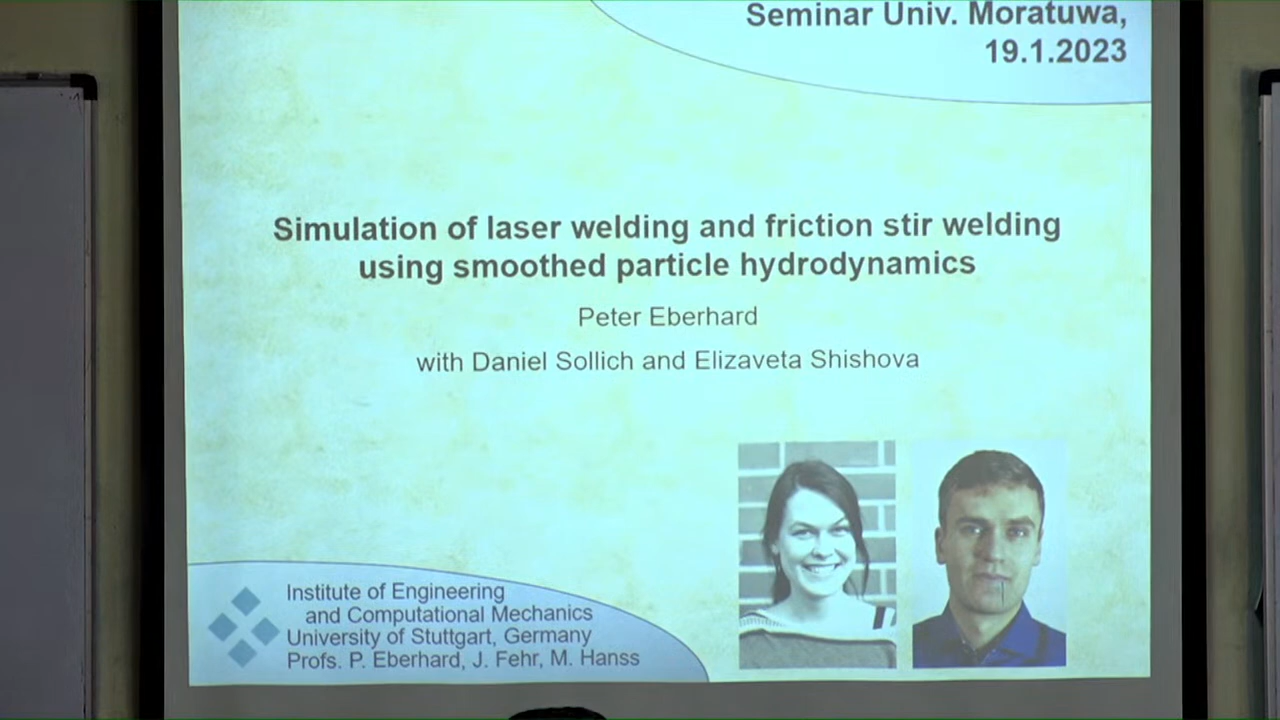 Seminar Univ. Moratuwa,
19.1.2023
Simulation of laser welding and friction stir welding
using smoothed particle hydrodynamics
Peter Eberhard
with Daniel Sollich and Elizaveta Shishova
Institute of Engineering
and Computational Mechanics
University of Stuttgart, Germany
Profs. P. Eberhard, J. Fehr, M. Hanss